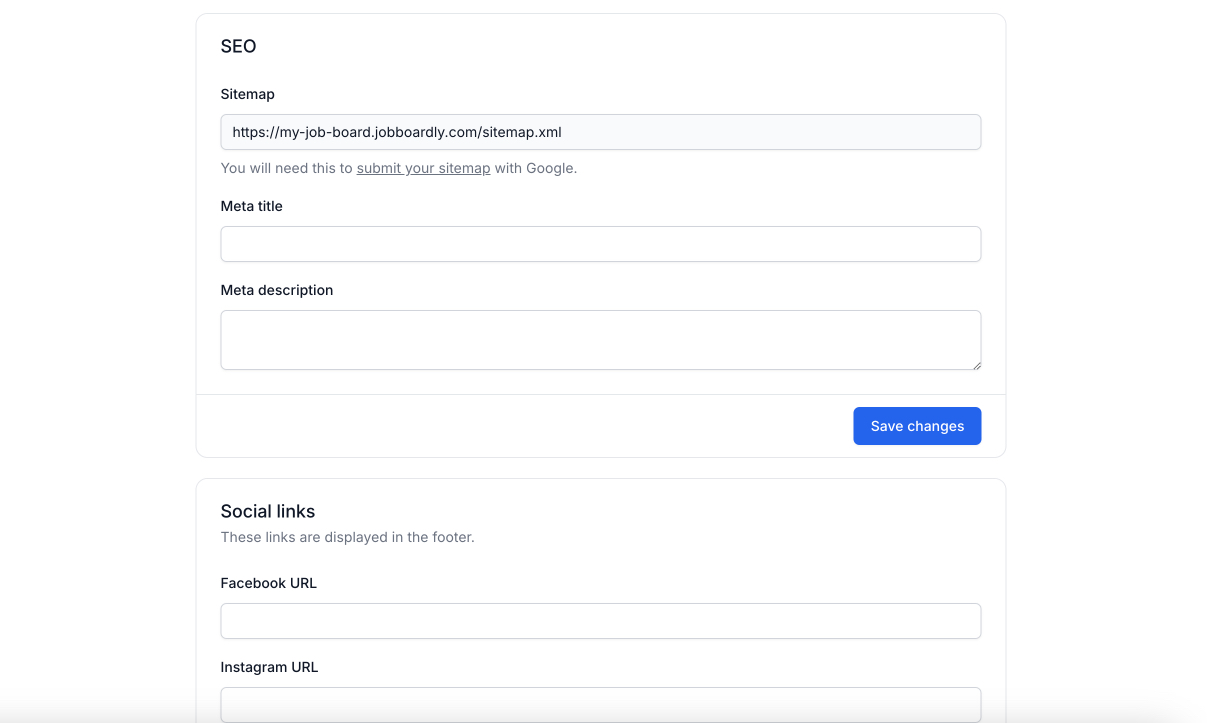 SEO
Sitemap
https://my-job-board.jobboardly.com/sitemap.xml
You will need this to submit your sitemap with Google.
Meta title
Meta description
Save changes
Social links
These links are displayed in the footer.
Facebook URL
Instagram URL